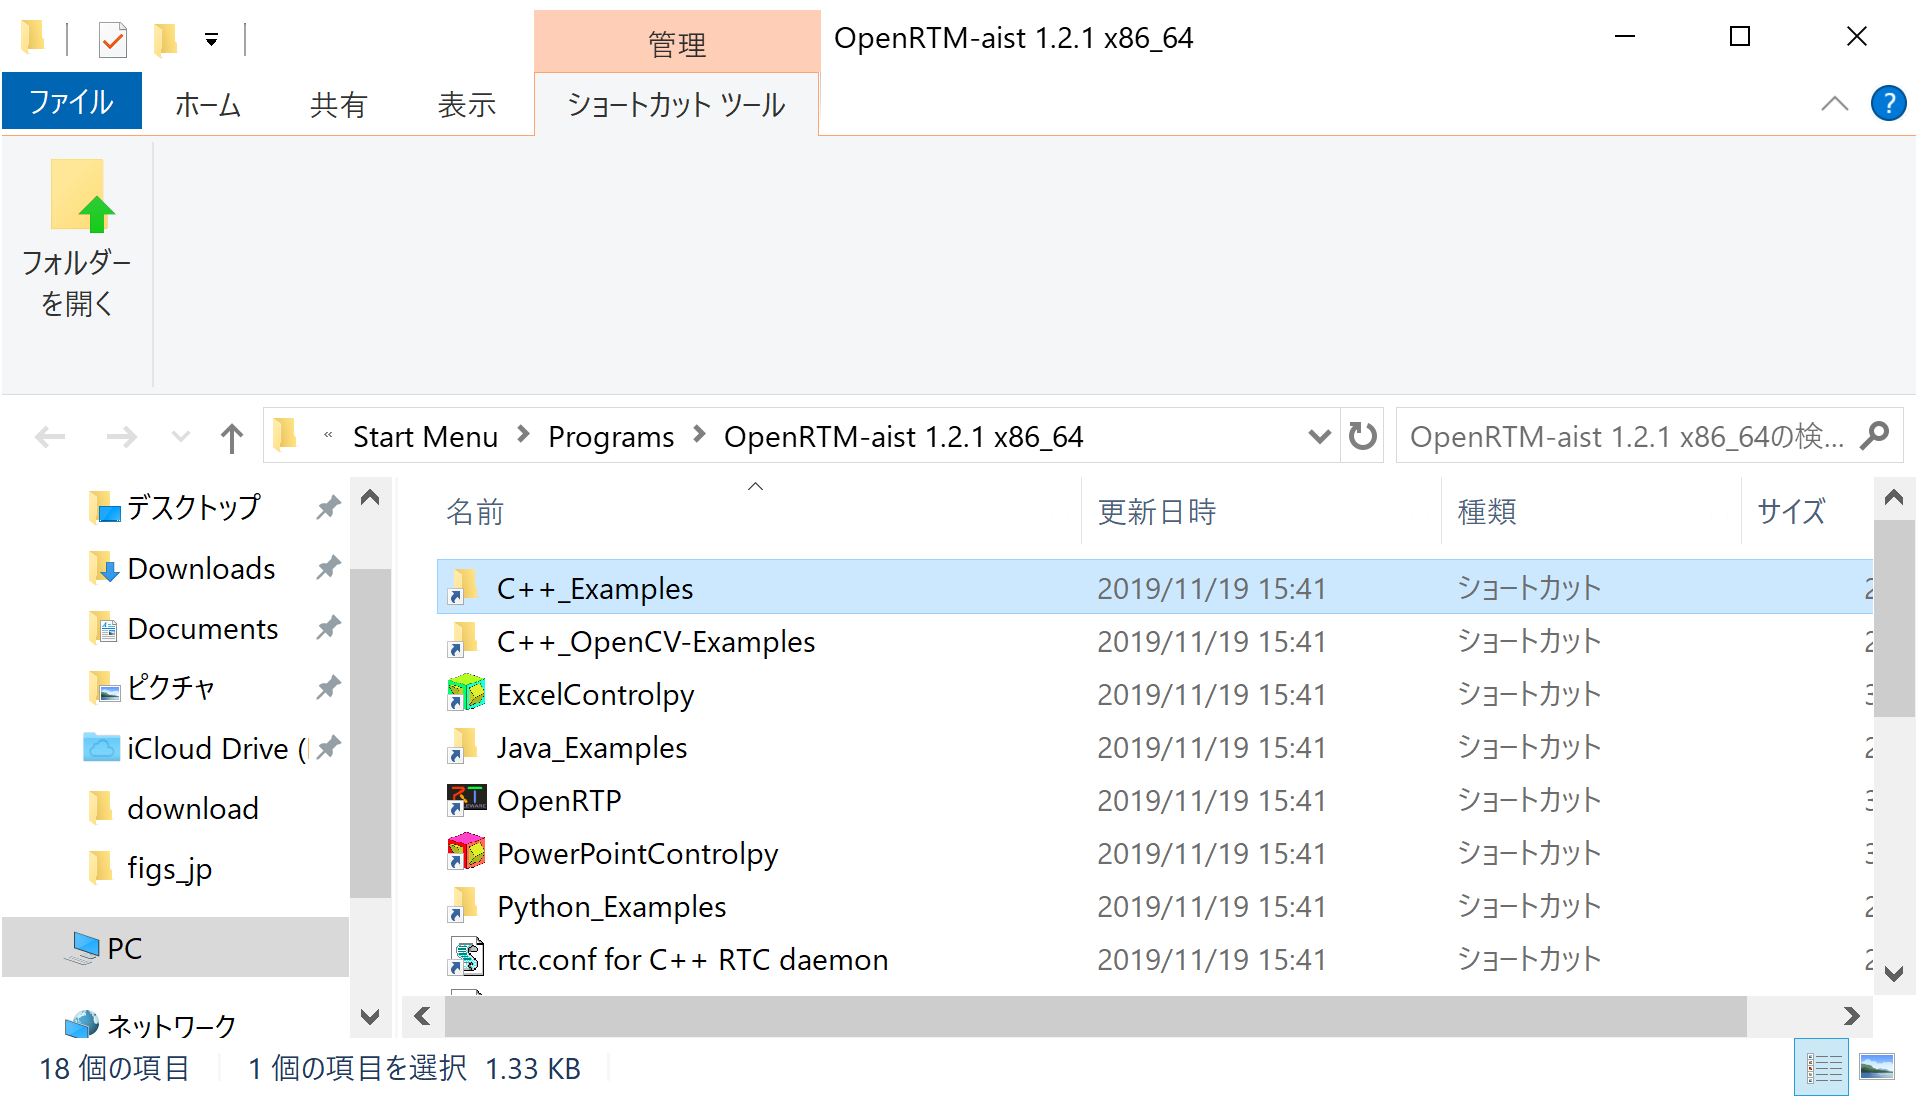 管理
OpenRTM-aist 1.2.1 x86_64
ファイル
ホーム
共有
表示
ショートカット ツール
?
フォルダー
を開く
« Start Menu > Programs > OpenRTM-aist 1.2.1 x86_64
OpenRTM-aist 1.2.1 x86_64の検...
デスクトップ
Downloads
Documents
ピクチャ
iCloud Drive (
download
figs_jp
PC
ネットワーク
名前 更新日時 種類 サイズ
C++_Examples 2019/11/19 15:41 ショートカット 2
C++_OpenCV-Examples 2019/11/19 15:41 ショートカット 2
ExcelControlpy 2019/11/19 15:41 ショートカット 3
Java_Examples 2019/11/19 15:41 ショートカット 2
OpenRTP 2019/11/19 15:41 ショートカット 3
PowerPointControlpy 2019/11/19 15:41 ショートカット 3
Python_Examples 2019/11/19 15:41 ショートカット 2
rtc.conf for C++ RTC daemon 2019/11/19 15:41 ショートカット 2
18 個の項目 1 個の項目を選択 1.33 KB